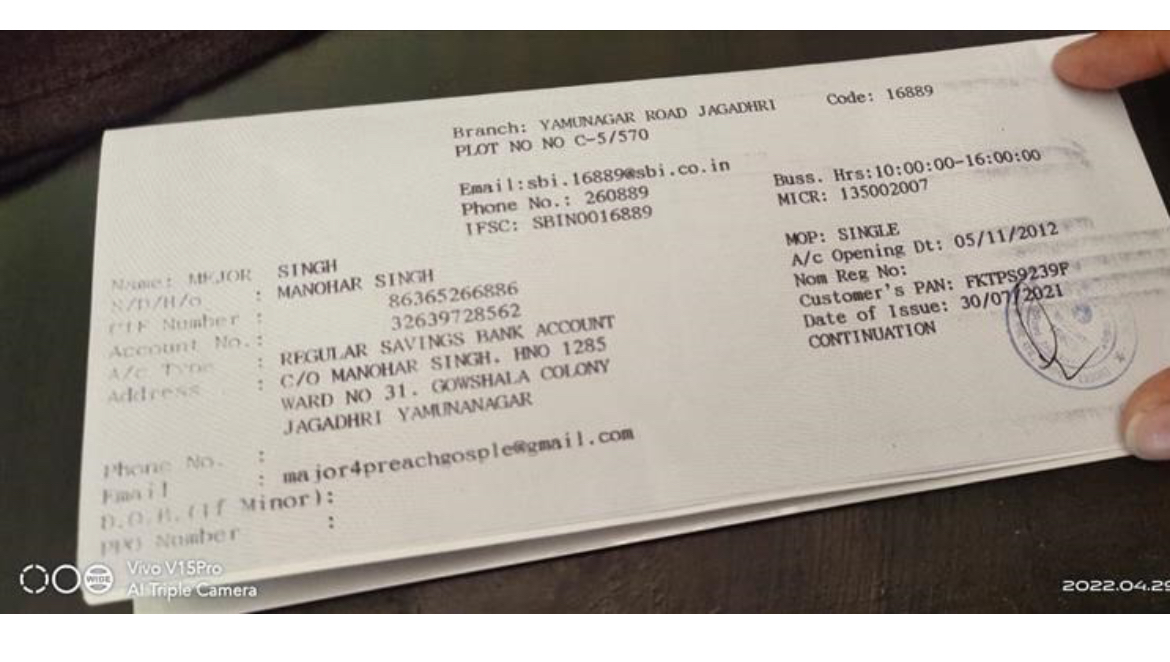 Branch: YAMUNAGAR ROAD JAGADHRI Code: 16889
PLOT NO NO C-5/570
Email:sbi.16889@sbi.co.in Buss. Hrs:10:00:00-16:00:00
Phone No.: 260889 MICR: 135002007
IFSC: SBIN0016889
MOP: SINGLE
A/c Opening Dt: 05/11/2012
Nom Reg No:
Customer's PAN: FKTPS9239P
Date of Issue: 30/07/2021
CONTINUATION
Name: MEJOR SINGH
S/D/H/o : MANOHAR SINGH
CIF Number : 86365266886
Account No.: 32639728562
A/c Type : REGULAR SAVINGS BANK ACCOUNT
Address : C/O MANOHAR SINGH. HNO 1285
WARD NO 31. GOWSHALA COLONY
JAGADHRI YAMUNANAGAR
Phone No. :
Email : major4preachgosple@gmail.com
D.O.B.(If Minor):
PPO Number :
WIDE
Vivo V15Pro
AI Triple Camera
2022.04.29